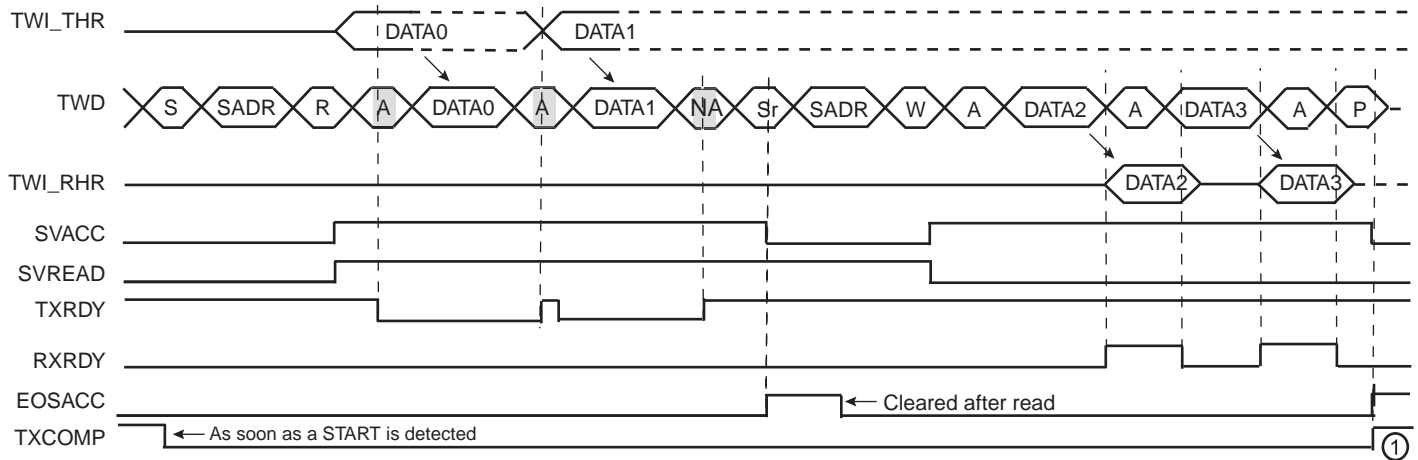 TWI_THR DATA0 DATA1
TWD S SADR R A DATA0 A DATA1 NA Sr SADR W A DATA2 A DATA3 A P
TWI_RHR DATA2 DATA3
SVACC
SVREAD
TXRDY
RXRDY
EOSACC Cleared after read
TXCOMP As soon as a START is detected 1